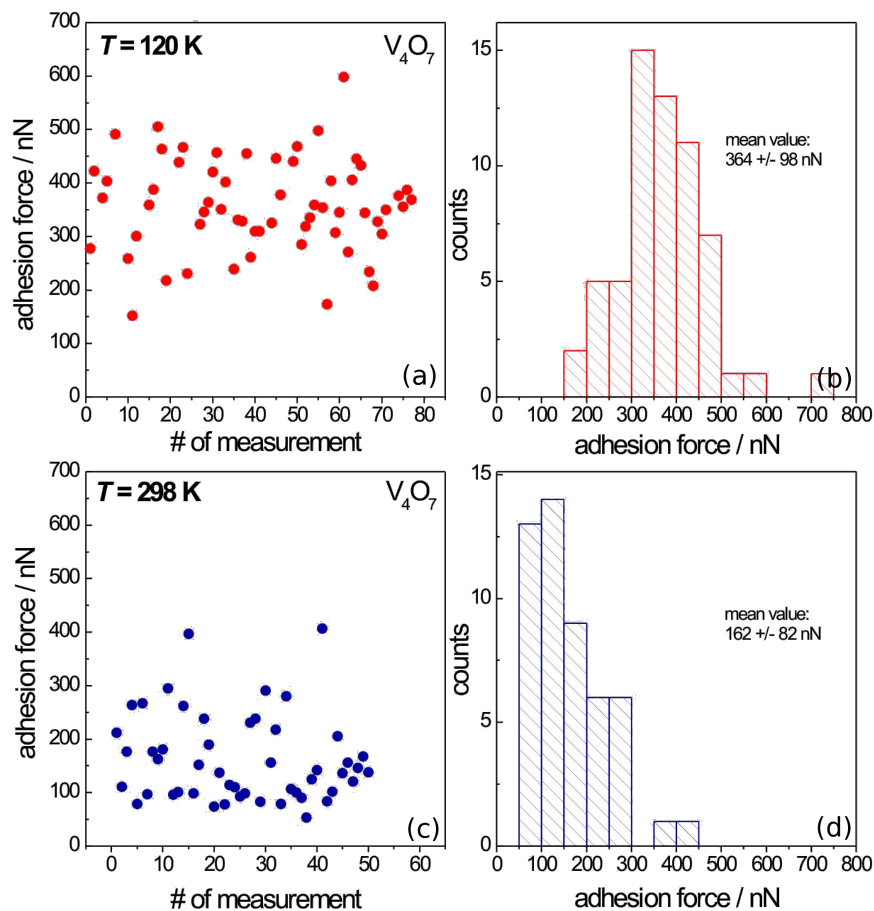 T = 120 K
V4O7
700
600
500
400
300
200
100
0
adhesion force / nN
0 10 20 30 40 50 60 70 80
# of measurement
(a)
15
10
5
0
counts
mean value:
364 +/- 98 nN
0 100 200 300 400 500 600 700 800
adhesion force / nN
(b)
T = 298 K
V4O7
700
600
500
400
300
200
100
0
adhesion force / nN
0 10 20 30 40 50 60
# of measurement
(c)
15
10
5
0
counts
mean value:
162 +/- 82 nN
0 100 200 300 400 500 600 700 800
adhesion force / nN
(d)